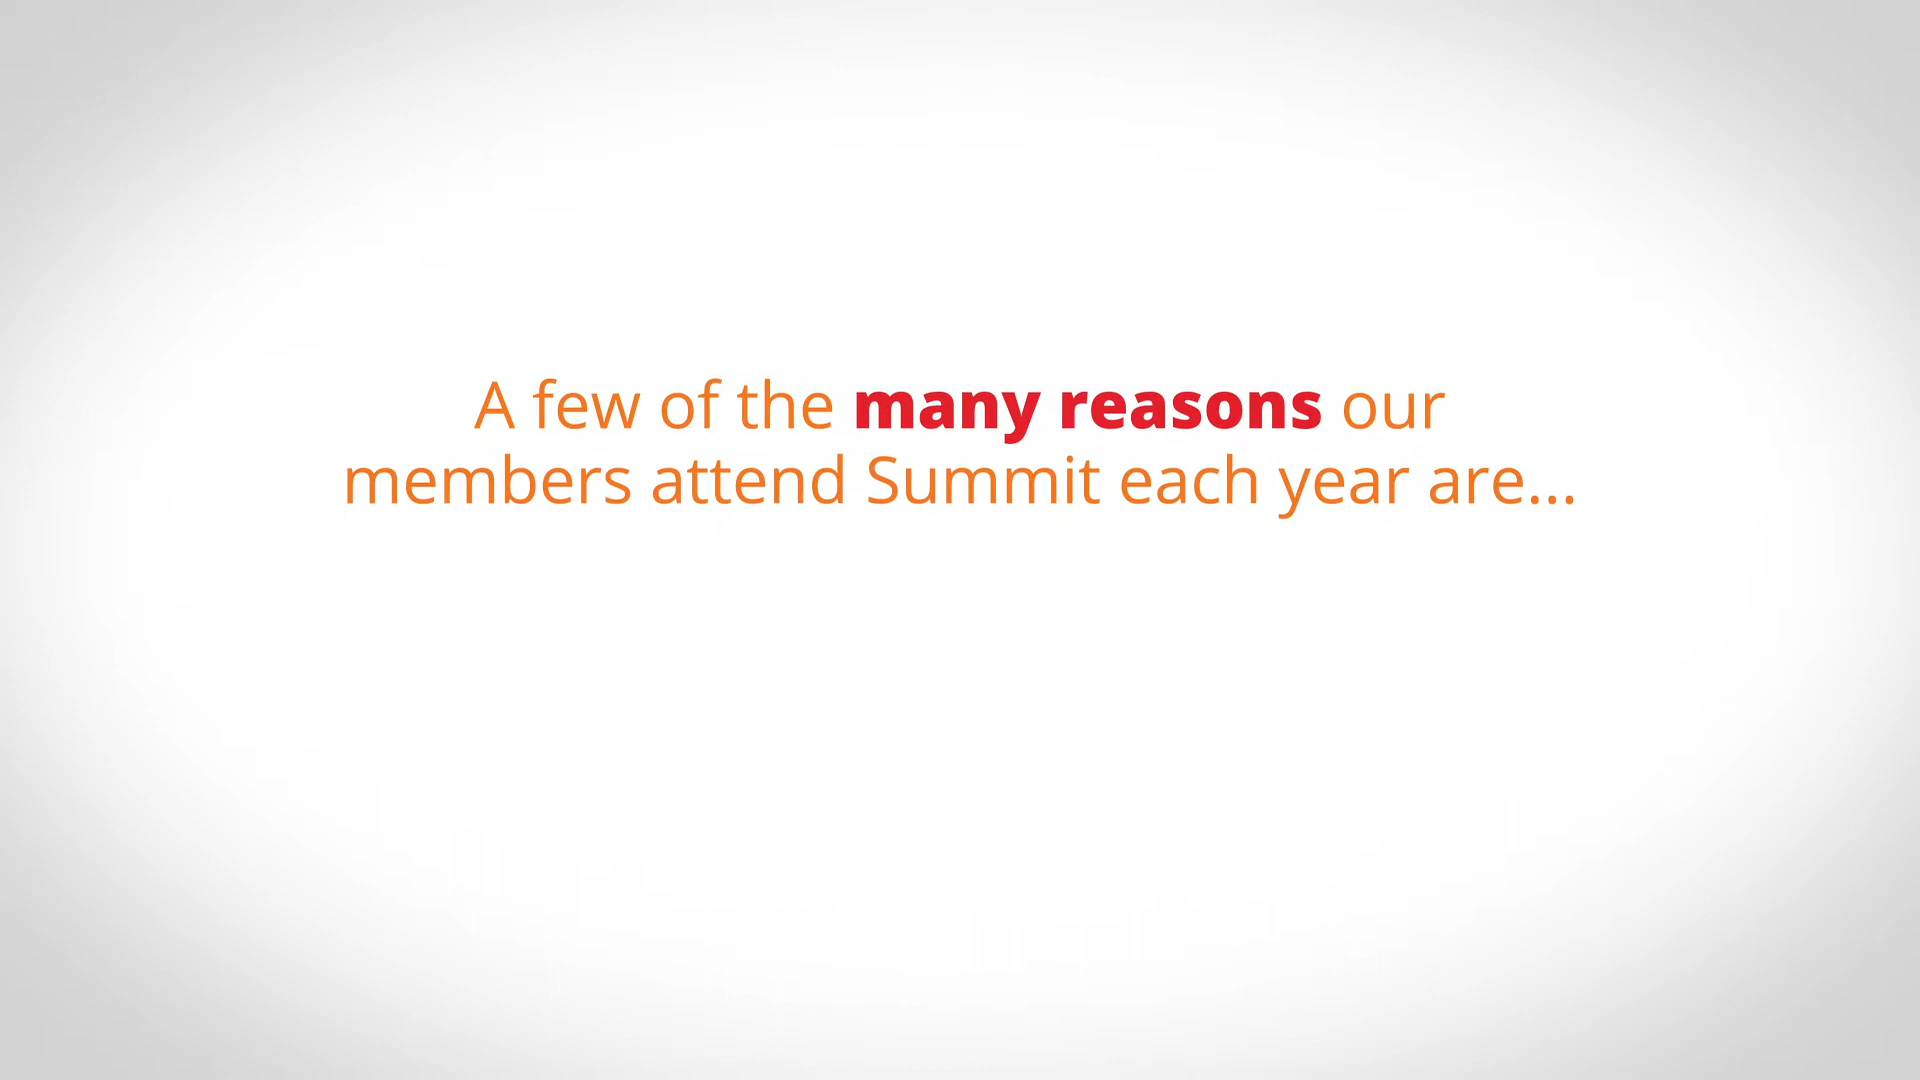 A few of the many reasons our
members attend Summit each year are...